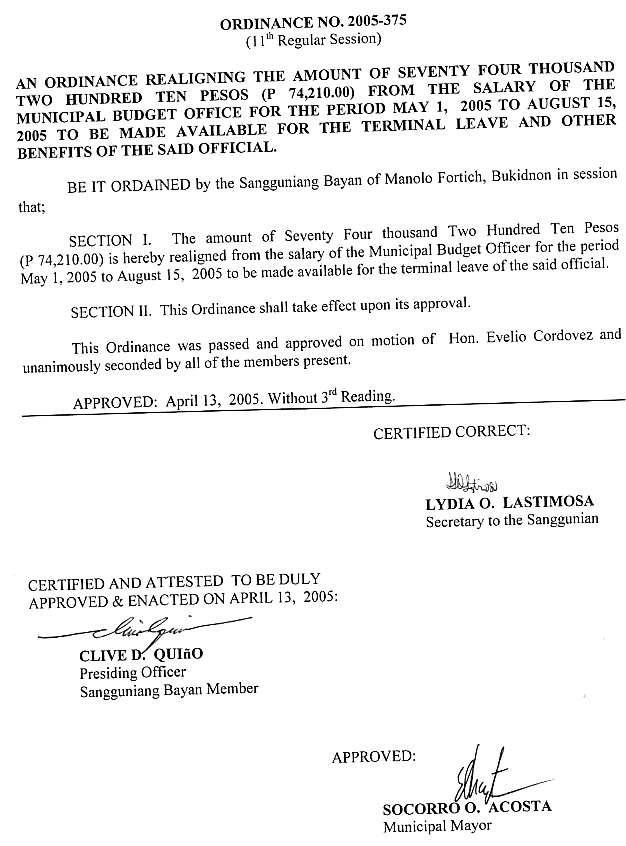 ORDINANCE NO. 2005-375
(11th Regular Session)
AN ORDINANCE REALIGNING THE AMOUNT OF SEVENTY FOUR THOUSAND
TWO HUNDRED TEN PESOS (P 74,210.00) FROM THE SALARY OF THE
MUNICIPAL BUDGET OFFICE FOR THE PERIOD MAY 1, 2005 TO AUGUST 15,
2005 TO BE MADE AVAILABLE FOR THE TERMINAL LEAVE AND OTHER
BENEFITS OF THE SAID OFFICIAL.
BE IT ORDAINED by the Sangguniang Bayan of Manolo Fortich, Bukidnon in session
that;
SECTION I. The amount of Seventy Four thousand Two Hundred Ten Pesos
(P 74,210.00) is hereby realigned from the salary of the Municipal Budget Officer for the period
May 1, 2005 to August 15, 2005 to be made available for the terminal leave of the said official.
SECTION II. This Ordinance shall take effect upon its approval.
This Ordinance was passed and approved on motion of Hon. Evelio Cordovez and
unanimously seconded by all of the members present.
APPROVED: April 13, 2005. Without 3rd Reading.
CERTIFIED CORRECT:
LYDIA O. LASTIMOSA
Secretary to the Sanggunian
CERTIFIED AND ATTESTED TO BE DULY
APPROVED & ENACTED ON APRIL 13, 2005:
CLIVE D. QUIñO
Presiding Officer
Sangguniang Bayan Member
APPROVED:
SOCORRO O. ACOSTA
Municipal Mayor